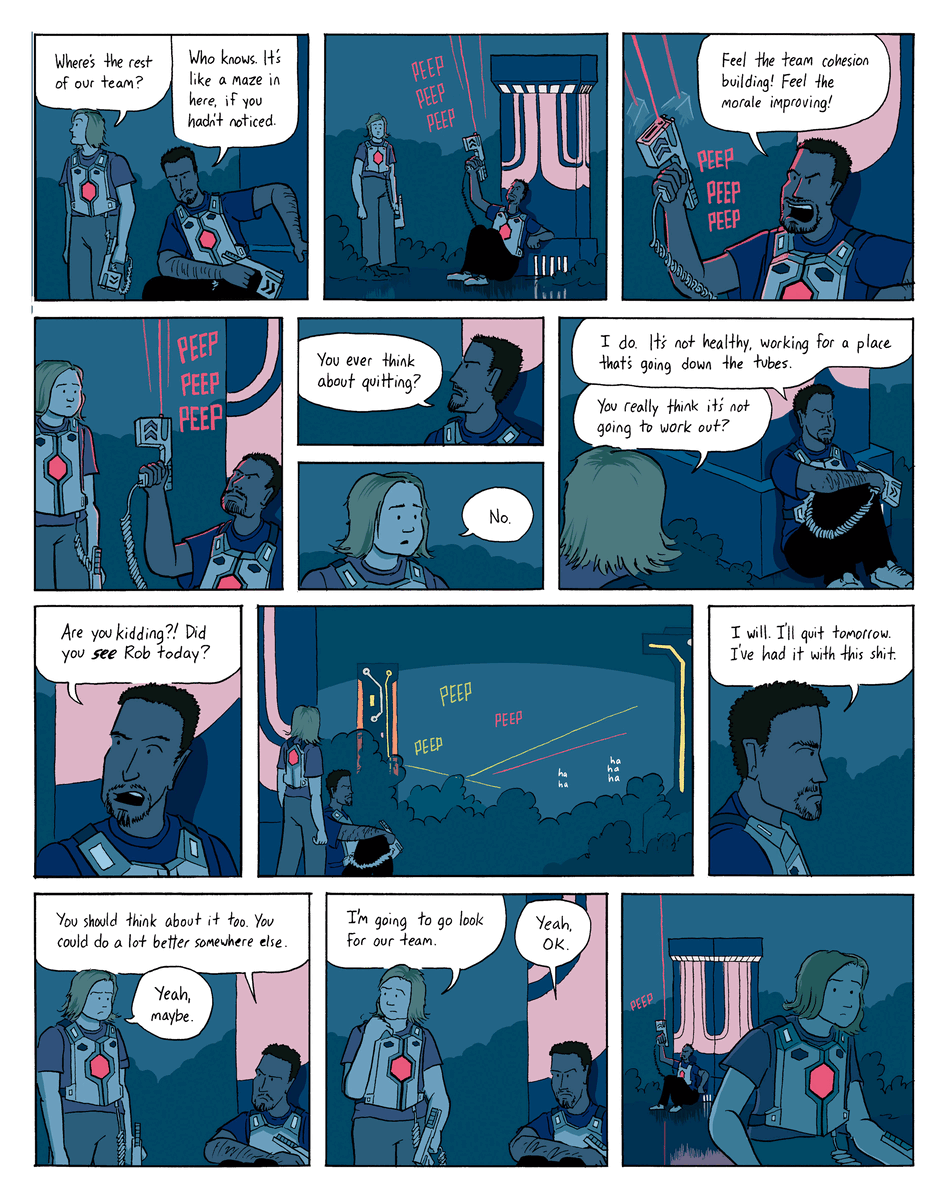 Where's the rest
of our team?
Who knows. It's
like a maze in
here, if you
hadn't noticed.
PEEP
PEEP
PEEP
Feel the team cohesion
building! Feel the
morale improving!
PEEP
PEEP
PEEP
PEEP
PEEP
PEEP
You ever think
about quitting?
No.
I do. It's not healthy, working for a place
that's going down the tubes.
You really think it's not
going to work out?
Are you kidding?! Did
you see Rob today?
PEEP
PEEP
PEEP
ha
ha
ha
ha
ha
I will. I'll quit tomorrow.
I've had it with this shit.
You should think about it too. You
could do a lot better somewhere else.
Yeah,
maybe.
I'm going to go look
for our team.
Yeah,
OK.
PEEP